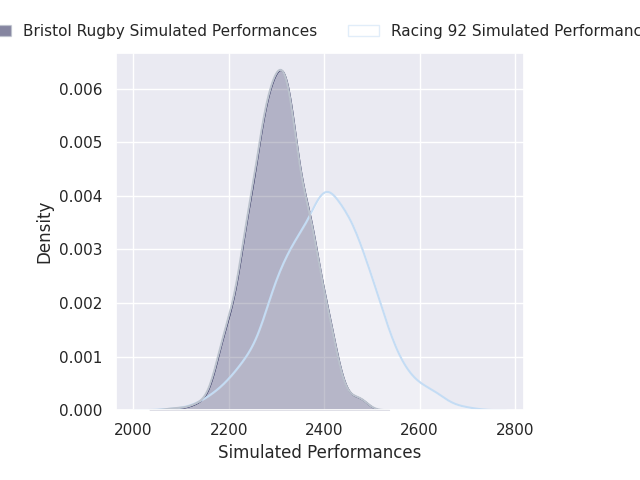 Bristol Rugby Simulated Performances
Racing 92 Simulated Performanc
0.006
0.005
0.004
0.003
0.002
0.001
0.000
Density
2000 2200 2400 2600 2800
Simulated Performances